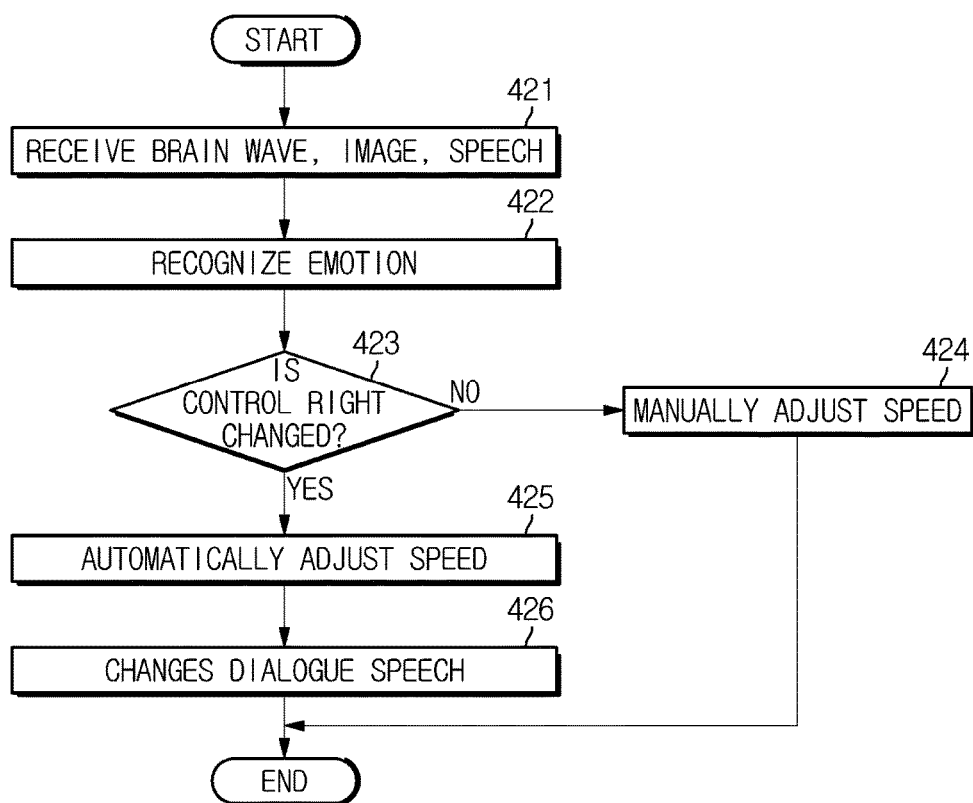 START
421
RECEIVE BRAIN WAVE, IMAGE, SPEECH
422
RECOGNIZE EMOTION
423
IS
CONTROL RIGHT
CHANGED?
NO
424
MANUALLY ADJUST SPEED
YES
425
AUTOMATICALLY ADJUST SPEED
426
CHANGES DIALOGUE SPEECH
END